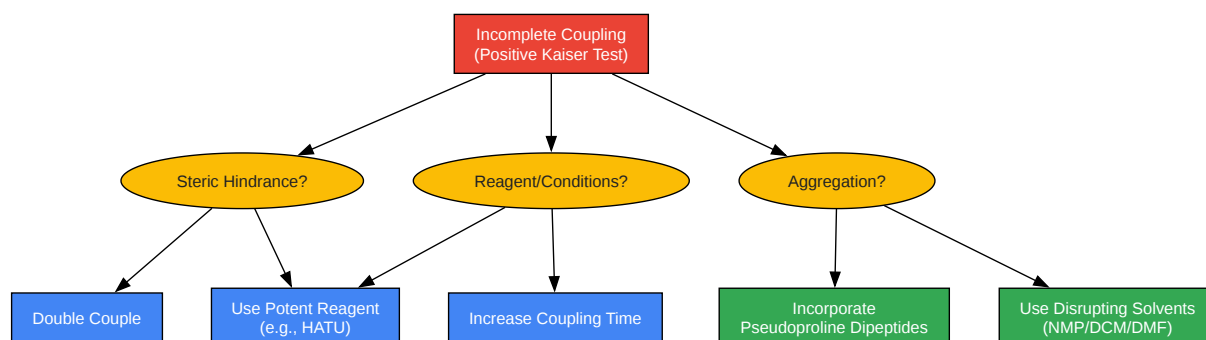 Incomplete Coupling
(Positive Kaiser Test)
Steric Hindrance?
Reagent/Conditions?
Aggregation?
Double Couple
Use Potent Reagent
(e.g., HATU)
Increase Coupling Time
Incorporate
Pseudoproline Dipeptides
Use Disrupting Solvents
(NMP/DCM/DMF)